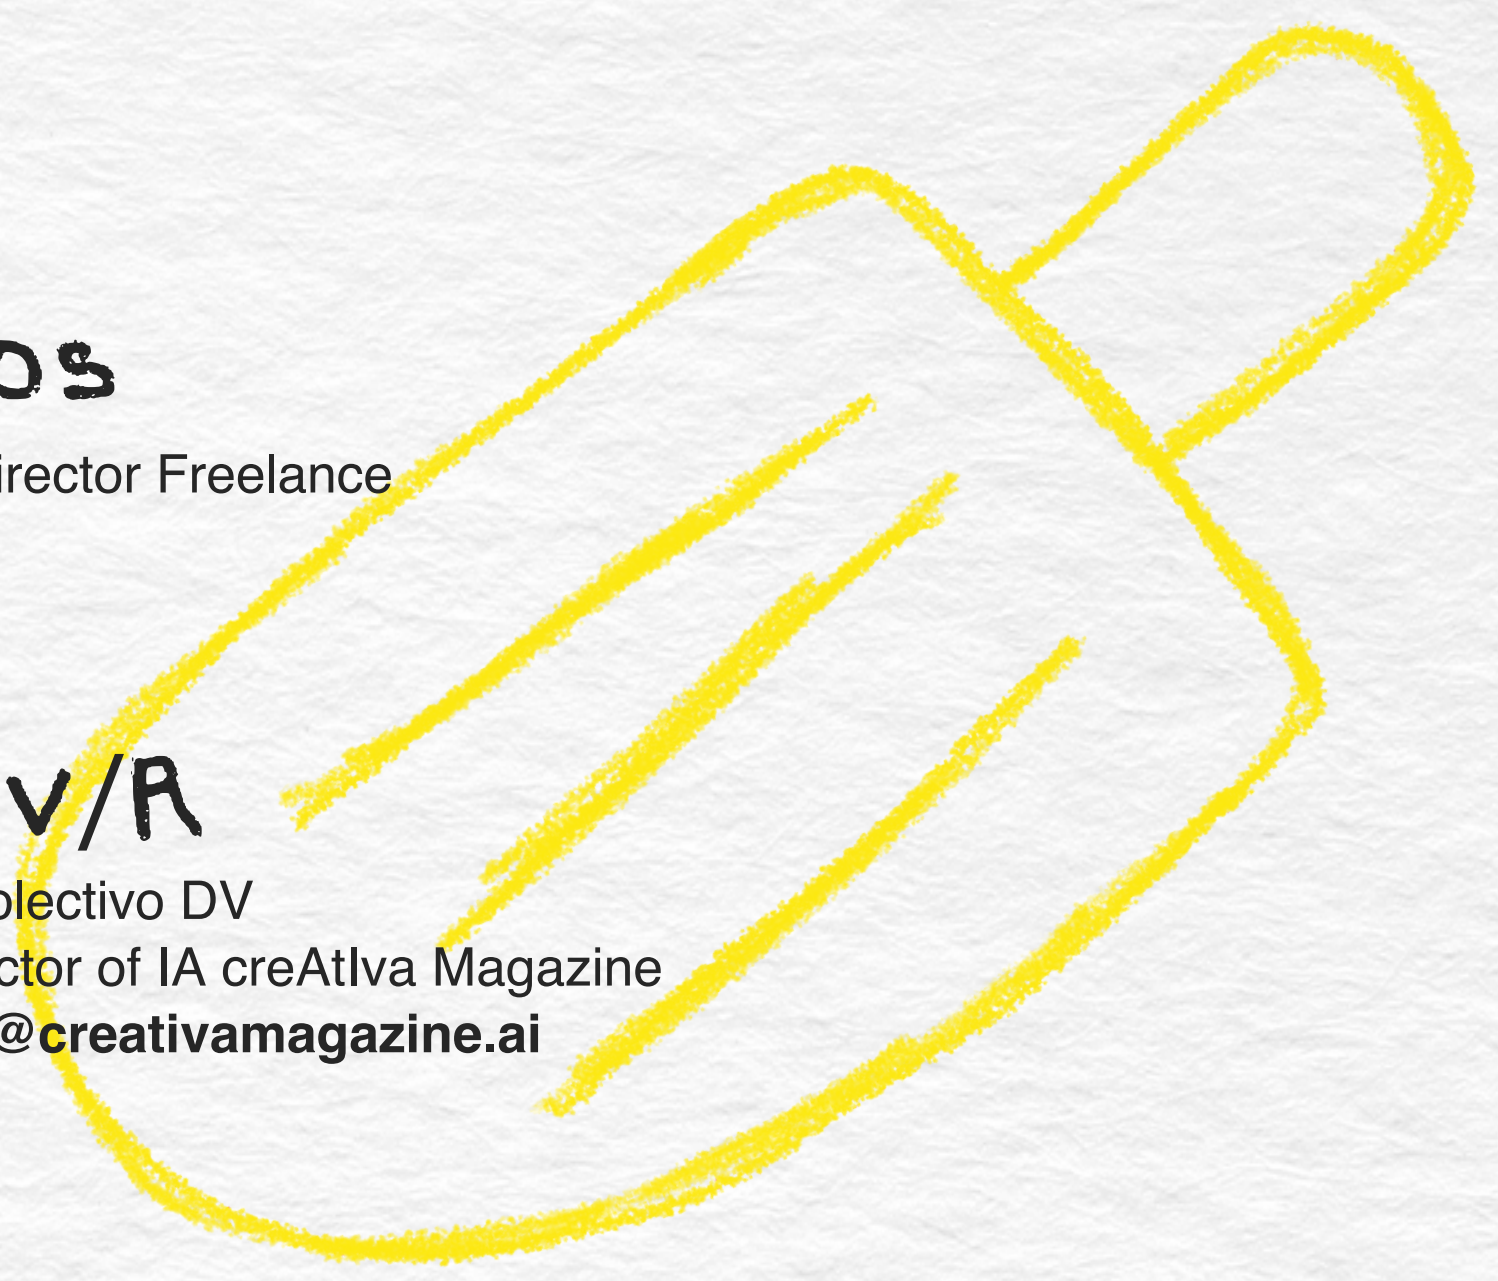 os
irector Freelance
V/R
olectivo DV
ctor of IA creAtIva Magazine
@creativamagazine.ai